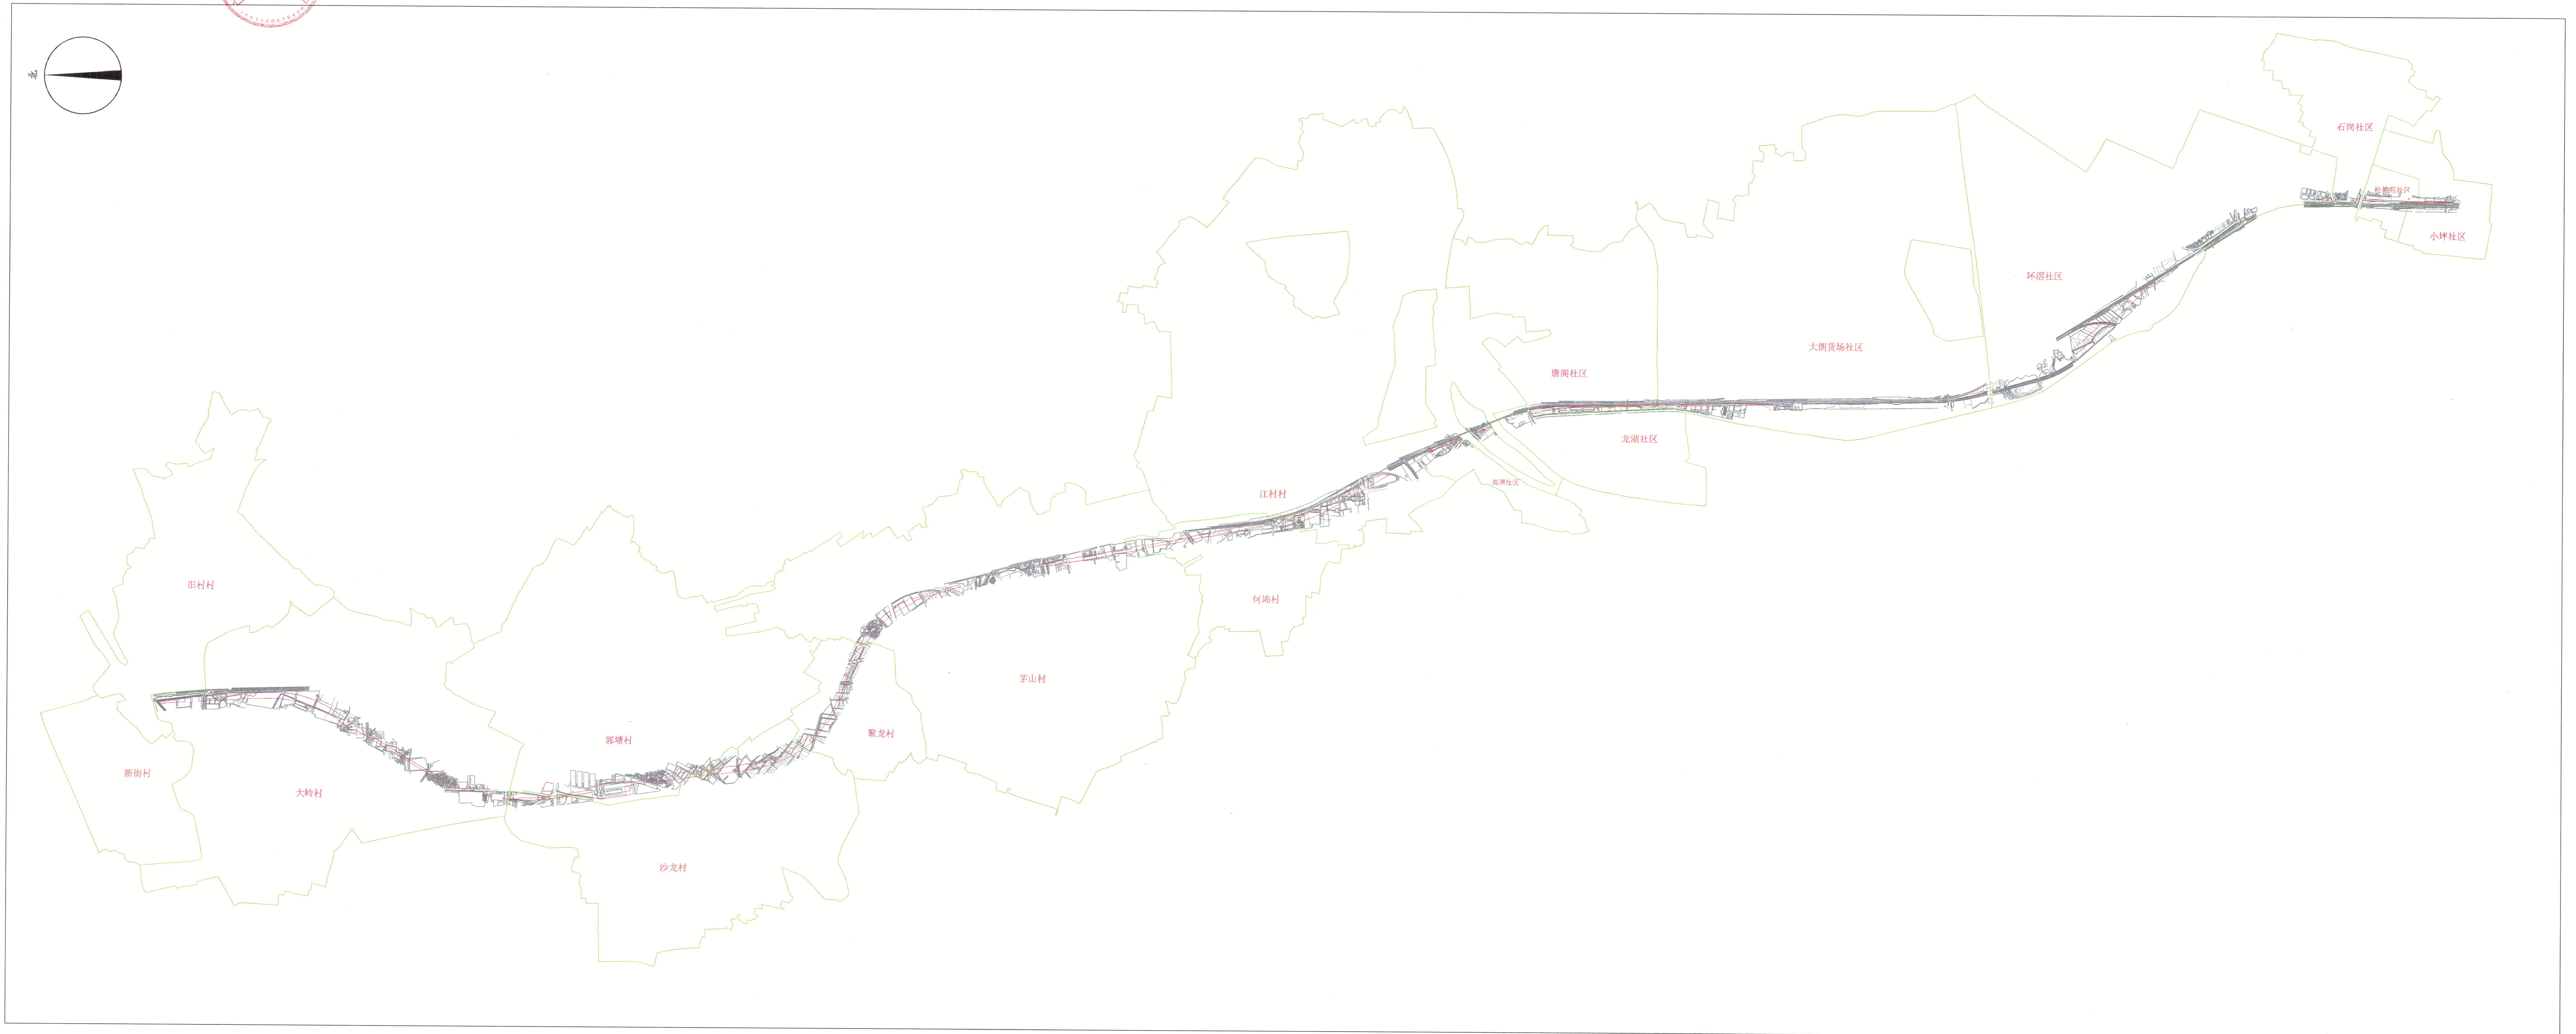 北
石岗社区
小坪社区
环滘社区
大朗货场社区
唐阁社区
龙湖社区
江村村
旧村村
何埗村
茅山村
聚龙村
郭塘村
新街村
大岭村
沙龙村